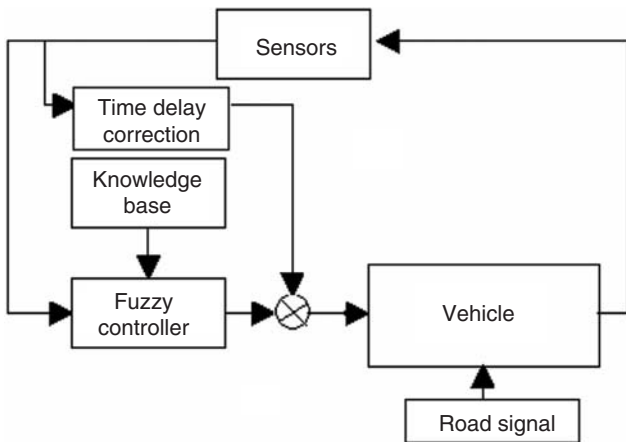 Sensors
Time delay
correction
Knowledge
base
Fuzzy
controller
Vehicle
Road signal